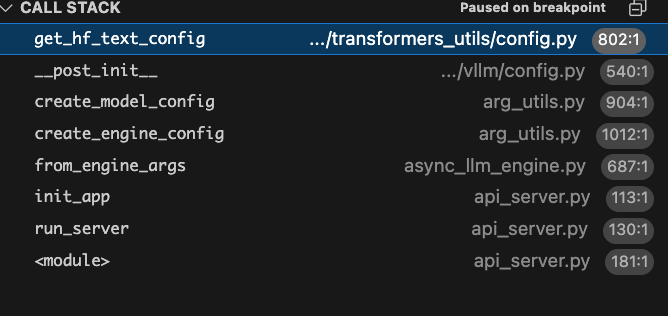 CALL STACK Paused on breakpoint
get_hf_text_config .../transformers_utils/config.py 802:1
__post_init__ .../vllm/config.py 540:1
create_model_config arg_utils.py 904:1
create_engine_config arg_utils.py 1012:1
from_engine_args async_llm_engine.py 687:1
init_app api_server.py 113:1
run_server api_server.py 130:1
<module> api_server.py 181:1